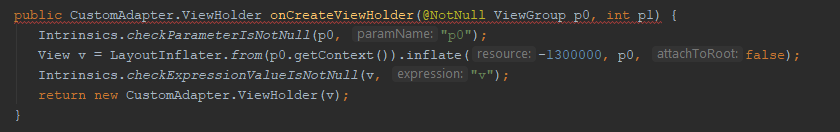 public CustomAdapter.ViewHolder onCreateViewHolder(@NotNull ViewGroup p0, int p1) {
Intrinsics.checkParameterIsNotNull(p0, paramName: "p0");
View v = LayoutInflater.from(p0.getContext()).inflate( resource: -1300000, p0, attachToRoot: false);
Intrinsics.checkExpressionValueIsNotNull(v, expression: "v");
return new CustomAdapter.ViewHolder(v);
}